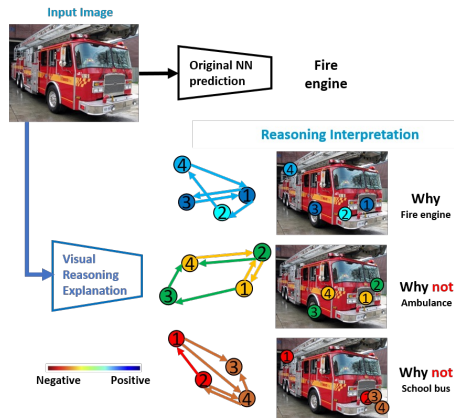 Input Image
Original NN
prediction
Fire
engine
Reasoning Interpretation
4
1
3
2
4
3
2
1
Why
Fire engine
Visual
Reasoning
Explanation
2
4
1
3
2
4
1
3
Why not
Ambulance
Negative
Positive
1
3
2
4
1
2
3
4
Why not
School bus